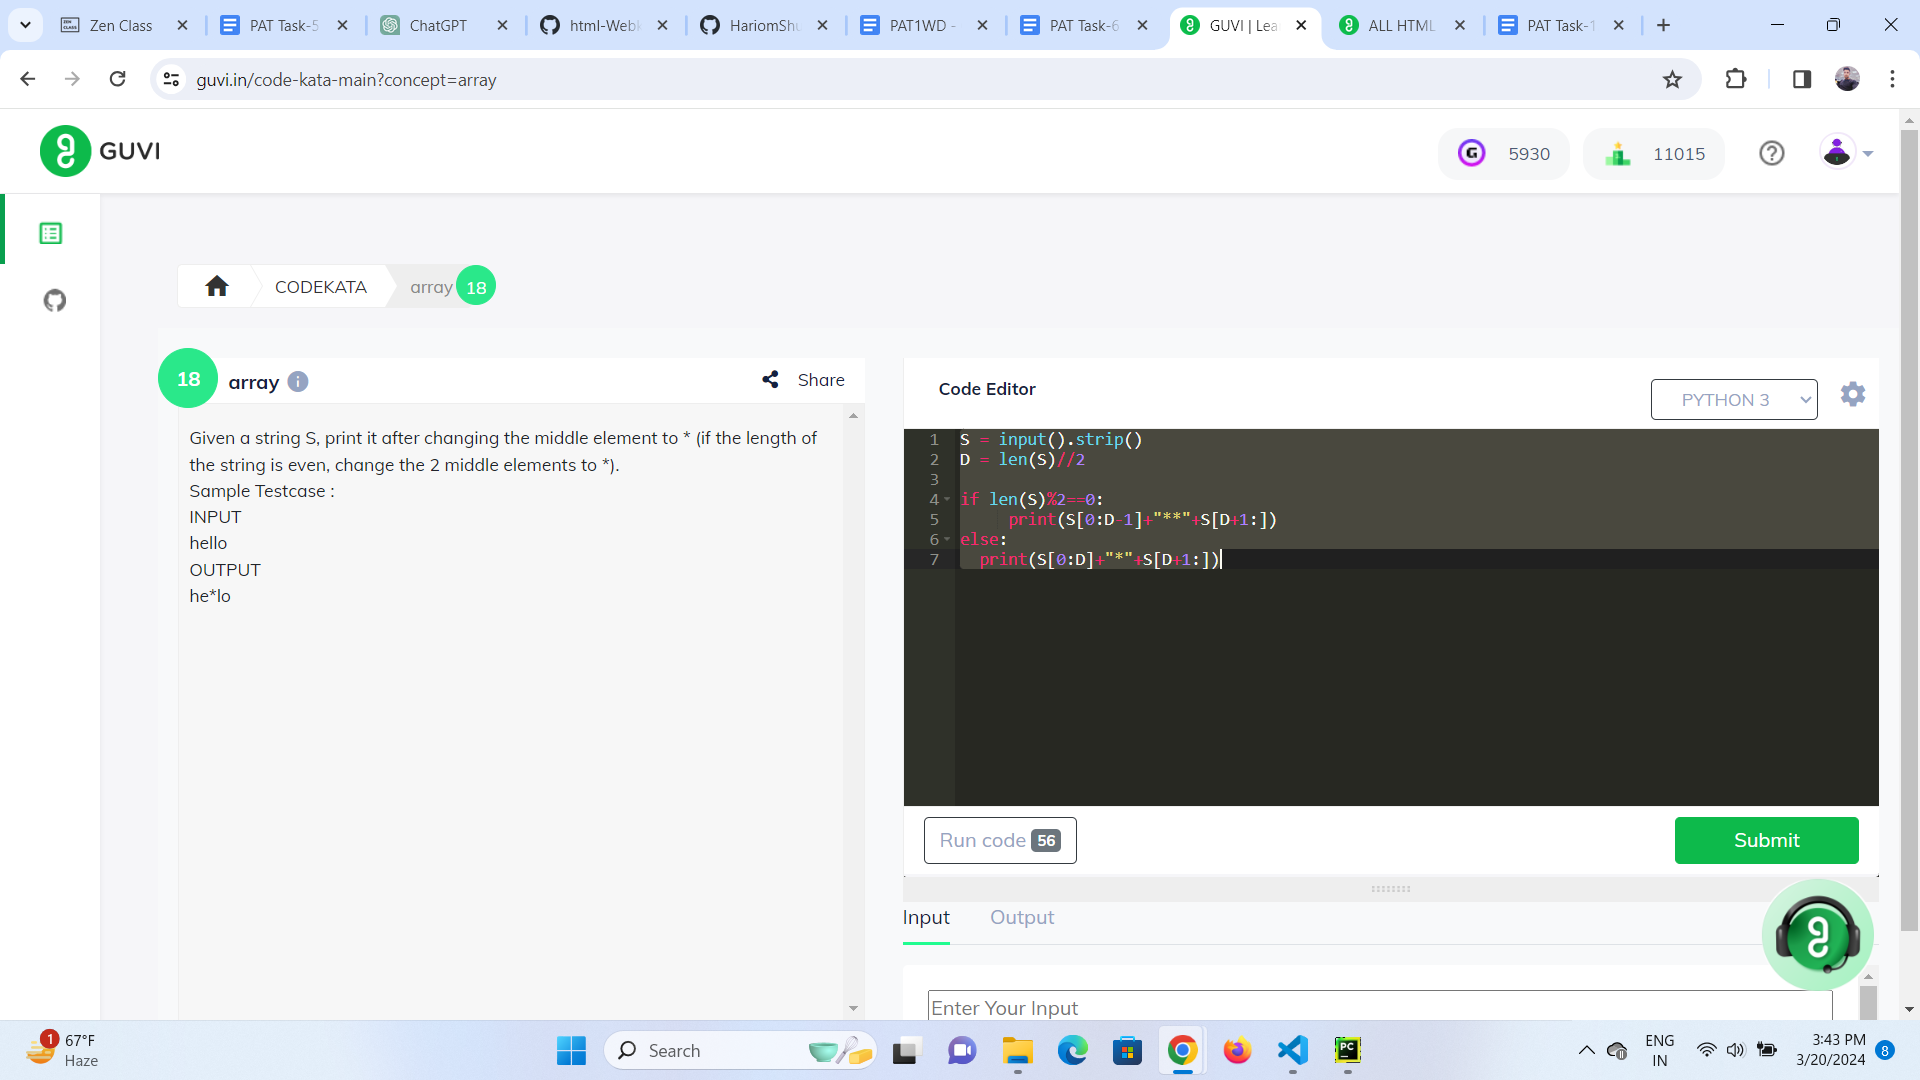 Zen Class
PAT Task-5
ChatGPT
html-Webk
HariomShu
PAT1WD -
PAT Task-6
GUVI | Lea
ALL HTML
PAT Task-1
guvi.in/code-kata-main?concept=array
GUVI
5930
11015
CODEKATA
array 18
18
array
Share
Given a string S, print it after changing the middle element to * (if the length of
the string is even, change the 2 middle elements to *).
Sample Testcase :
INPUT
hello
OUTPUT
he*lo
Code Editor
PYTHON 3
1 S = input().strip()
2 D = len(S)//2
3
4 if len(S)%2==0:
5 print(S[0:D-1]+"**"+S[D+1:])
6 else:
7 print(S[0:D]+"*"+S[D+1:])
Run code 56
Submit
Input
Output
Enter Your Input
1
67°F
Haze
Search
PC
ENG
IN
3:43 PM
3/20/2024
8